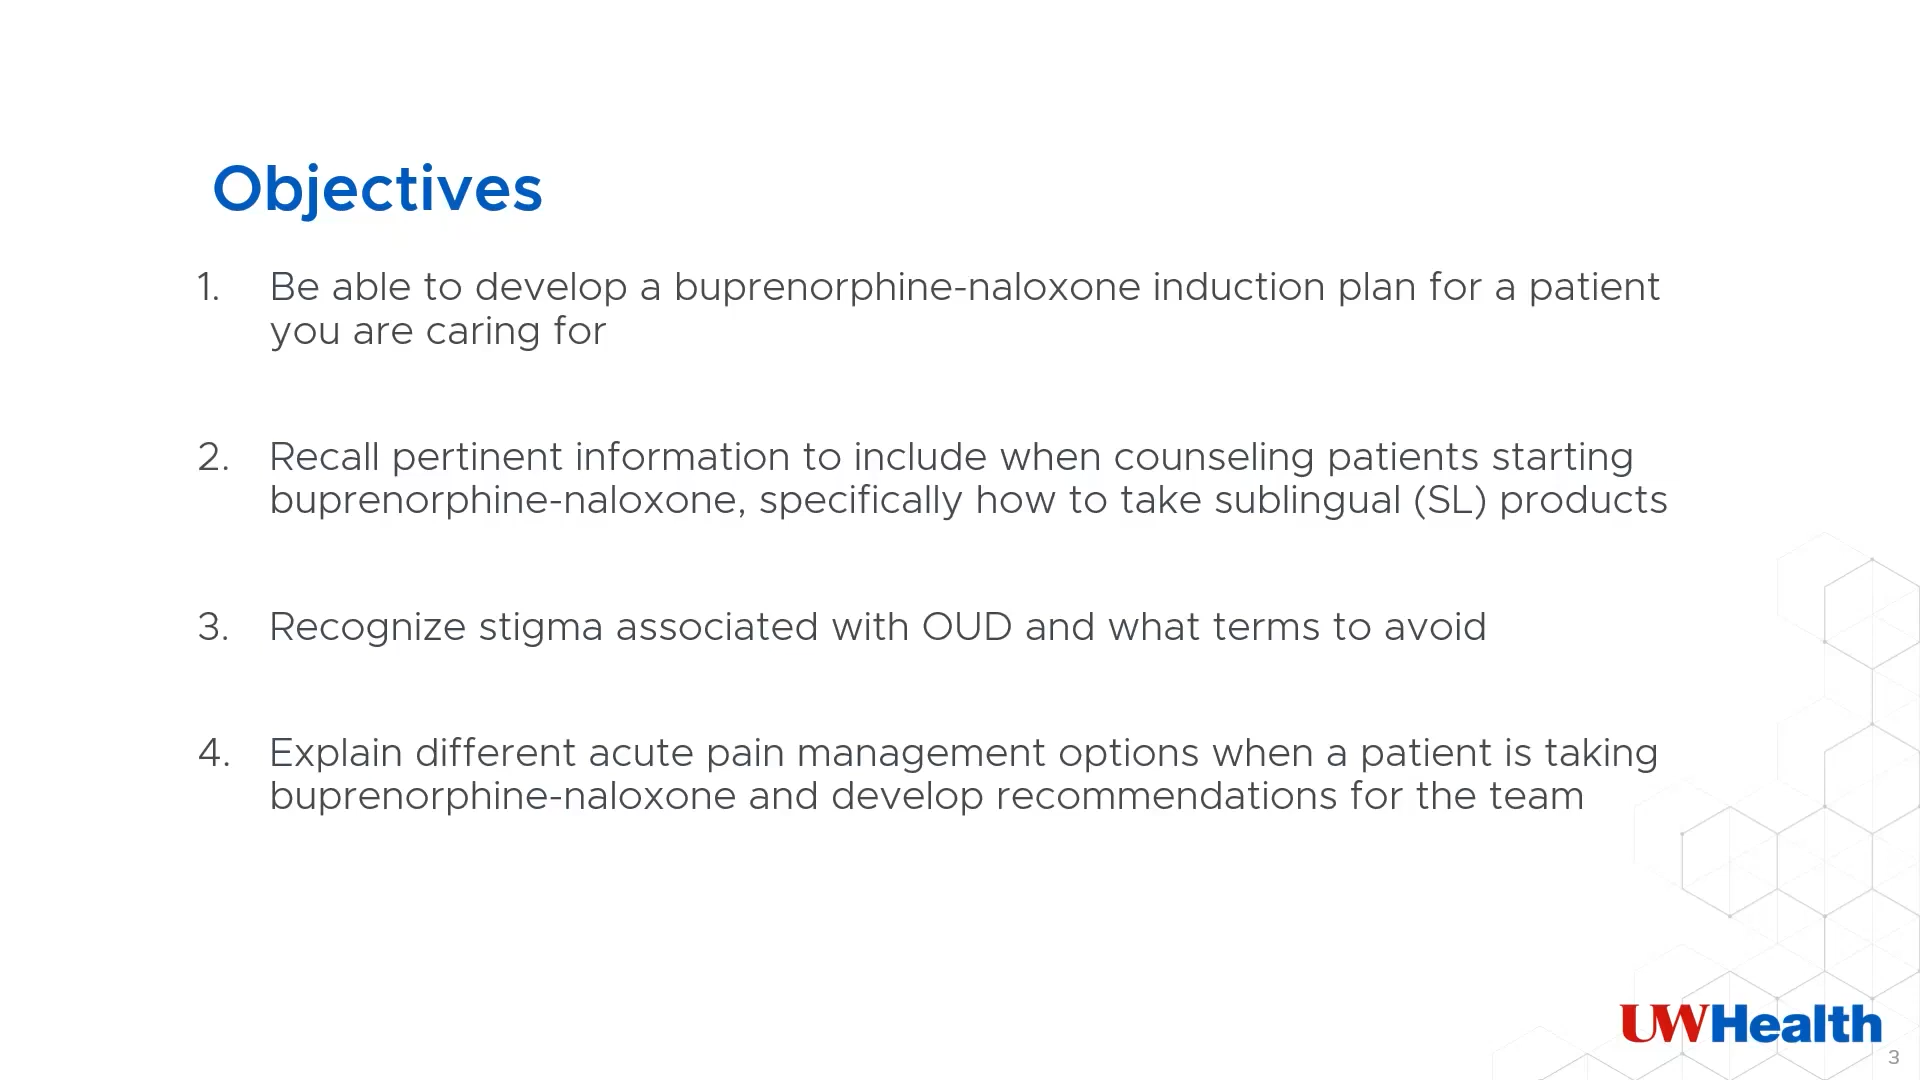 Objectives
1. Be able to develop a buprenorphine-naloxone induction plan for a patient
you are caring for
2. Recall pertinent information to include when counseling patients starting
buprenorphine-naloxone, specifically how to take sublingual (SL) products
3. Recognize stigma associated with OUD and what terms to avoid
4. Explain different acute pain management options when a patient is taking
buprenorphine-naloxone and develop recommendations for the team
UWHealth
3